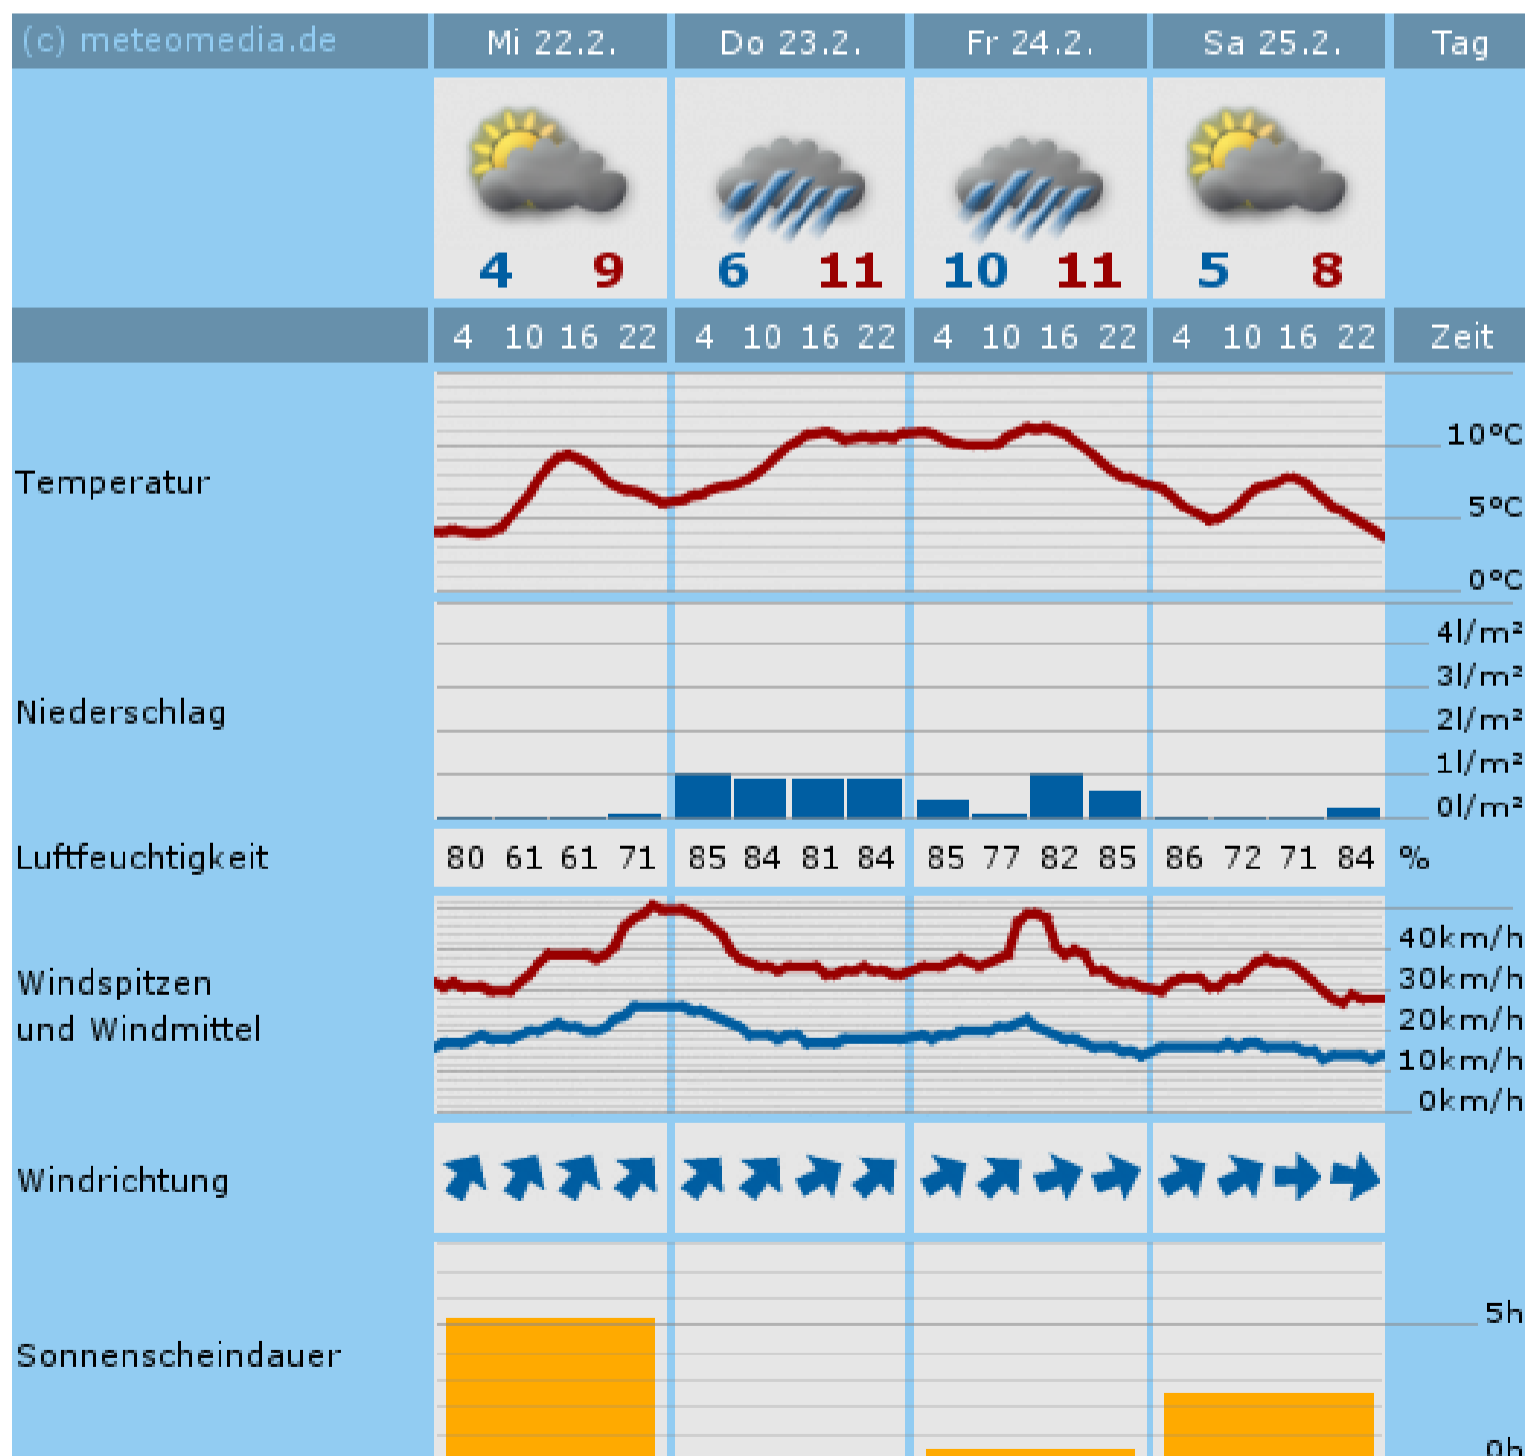 (c) meteomedia.de Mi 22.2. Do 23.2. Fr 24.2. Sa 25.2. Tag
4 9 6 11 10 11 5 8
4 10 16 22 4 10 16 22 4 10 16 22 4 10 16 22 Zeit
10°C
Temperatur
5°C
0°C
4l/m²
3l/m²
Niederschlag
2l/m²
1l/m²
0l/m²
Luftfeuchtigkeit 80 61 61 71 85 84 81 84 85 77 82 85 86 72 71 84 %
40km/h
Windspitzen
30km/h
und Windmittel
20km/h
10km/h
0km/h
Windrichtung
5h
Sonnenscheindauer
0h